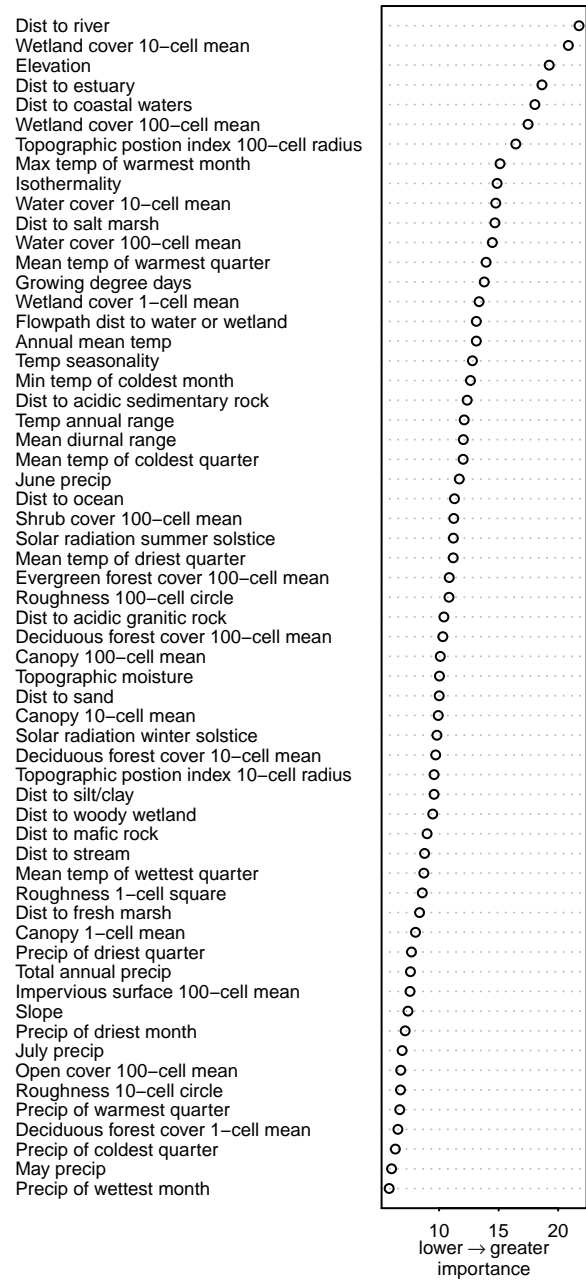 Dist to river
Wetland cover 10−cell mean
Elevation
Dist to estuary
Dist to coastal waters
Wetland cover 100−cell mean
Topographic postion index 100−cell radius
Max temp of warmest month
Isothermality
Water cover 10−cell mean
Dist to salt marsh
Water cover 100−cell mean
Mean temp of warmest quarter
Growing degree days
Wetland cover 1−cell mean
Flowpath dist to water or wetland
Annual mean temp
Temp seasonality
Min temp of coldest month
Dist to acidic sedimentary rock
Temp annual range
Mean diurnal range
Mean temp of coldest quarter
June precip
Dist to ocean
Shrub cover 100−cell mean
Solar radiation summer solstice
Mean temp of driest quarter
Evergreen forest cover 100−cell mean
Roughness 100−cell circle
Dist to acidic granitic rock
Deciduous forest cover 100−cell mean
Canopy 100−cell mean
Topographic moisture
Dist to sand
Canopy 10−cell mean
Solar radiation winter solstice
Deciduous forest cover 10−cell mean
Topographic postion index 10−cell radius
Dist to silt/clay
Dist to woody wetland
Dist to mafic rock
Dist to stream
Mean temp of wettest quarter
Roughness 1−cell square
Dist to fresh marsh
Canopy 1−cell mean
Precip of driest quarter
Total annual precip
Impervious surface 100−cell mean
Slope
Precip of driest month
July precip
Open cover 100−cell mean
Roughness 10−cell circle
Precip of warmest quarter
Deciduous forest cover 1−cell mean
Precip of coldest quarter
May precip
Precip of wettest month
10 15 20
lower → greater
importance